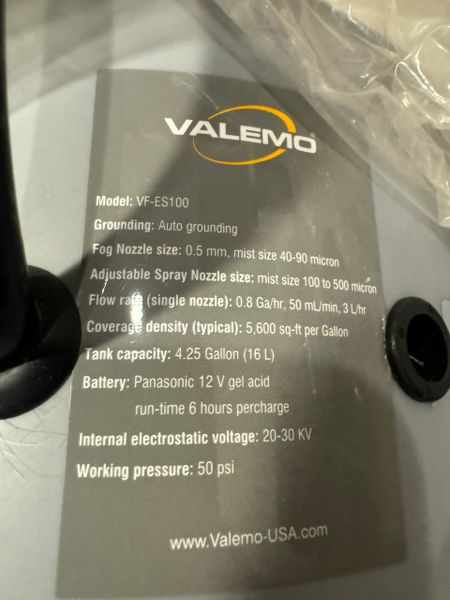 VALEMO®
Model: VF-ES100
Grounding: Auto grounding
Fog Nozzle size: 0.5 mm, mist size 40-90 micron
Adjustable Spray Nozzle size: mist size 100 to 500 micron
Flow rate (single nozzle): 0.8 Ga/hr, 50 mL/min, 3 L/hr
Coverage density (typical): 5,600 sq-ft per Gallon
Tank capacity: 4.25 Gallon (16 L)
Battery: Panasonic 12 V gel acid
run-time 6 hours percharge
Internal electrostatic voltage: 20-30 KV
Working pressure: 50 psi
www.Valemo-USA.com